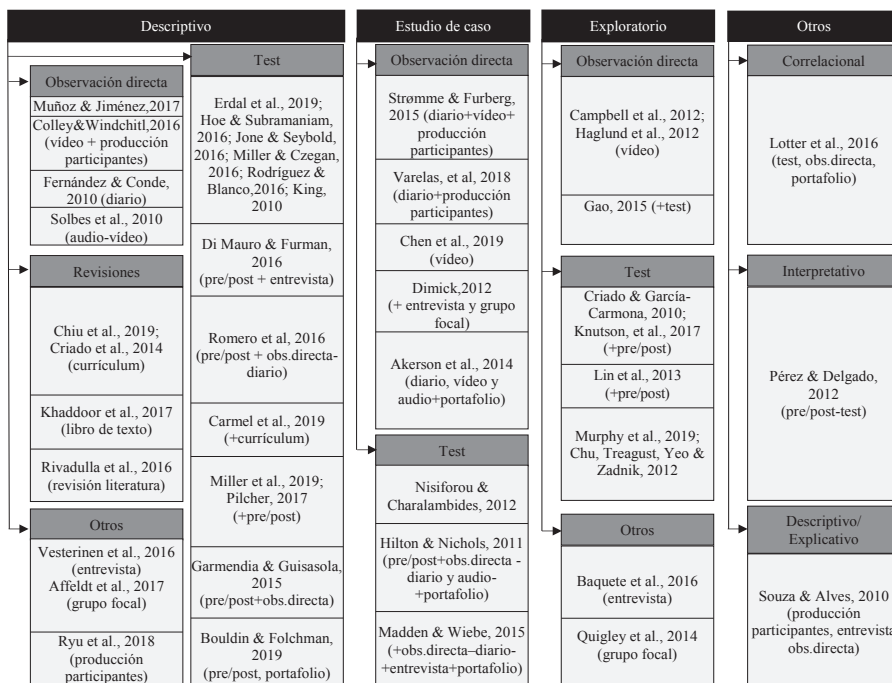 Descriptivo
Observación directa
Muñoz & Jiménez,2017
Colley&Windchitl,2016
(vídeo + producción
participantes)
Fernández & Conde,
2010 (diario)
Solbes et al., 2010
(audio-vídeo)
Revisiones
Chiu et al., 2019;
Criado et al., 2014
(currículum)
Khaddoor et al., 2017
(libro de texto)
Rivadulla et al., 2016
(revisión literatura)
Otros
Vesterinen et al., 2016
(entrevista)
Affeldt et al., 2017
(grupo focal)
Ryu et al., 2018
(producción
participantes)
Test
Erdal et al., 2019;
Hoe & Subramaniam,
2016; Jone & Seybold,
2016; Miller & Czegan,
2016; Rodríguez &
Blanco,2016; King,
2010
Di Mauro & Furman,
2016
(pre/post + entrevista)
Romero et al, 2016
(pre/post + obs.directa-
diario)
Carmel et al., 2019
(+currículum)
Miller et al., 2019;
Pilcher, 2017
(+pre/post)
Garmendia & Guisasola,
2015
(pre/post+obs.directa)
Bouldin & Folchman,
2019
(pre/post, portafolio)
Estudio de caso
Observación directa
Strømme & Furberg,
2015 (diario+vídeo+
producción
participantes)
Varelas, et al, 2018
(diario+producción
participantes)
Chen et al., 2019
(vídeo)
Dimick,2012
(+ entrevista y grupo
focal)
Akerson et al., 2014
(diario, vídeo y
audio+portafolio)
Test
Nisiforou &
Charalambides, 2012
Hilton & Nichols, 2011
(pre/post+obs.directa -
diario y audio-
+portafolio)
Madden & Wiebe, 2015
(+obs.directa–diario-
+entrevista+portafolio)
Exploratorio
Observación directa
Campbell et al., 2012;
Haglund et al., 2012
(vídeo)
Gao, 2015 (+test)
Test
Criado & García-
Carmona, 2010;
Knutson, et al., 2017
(+pre/post)
Lin et al., 2013
(+pre/post)
Murphy et al., 2019;
Chu, Treagust, Yeo &
Zadnik, 2012
Otros
Baquete et al., 2016
(entrevista)
Quigley et al., 2014
(grupo focal)
Otros
Correlacional
Lotter et al., 2016
(test, obs.directa,
portafolio)
Interpretativo
Pérez & Delgado,
2012
(pre/post-test)
Descriptivo/
Explicativo
Souza & Alves, 2010
(producción
participantes, entrevista
obs.directa)